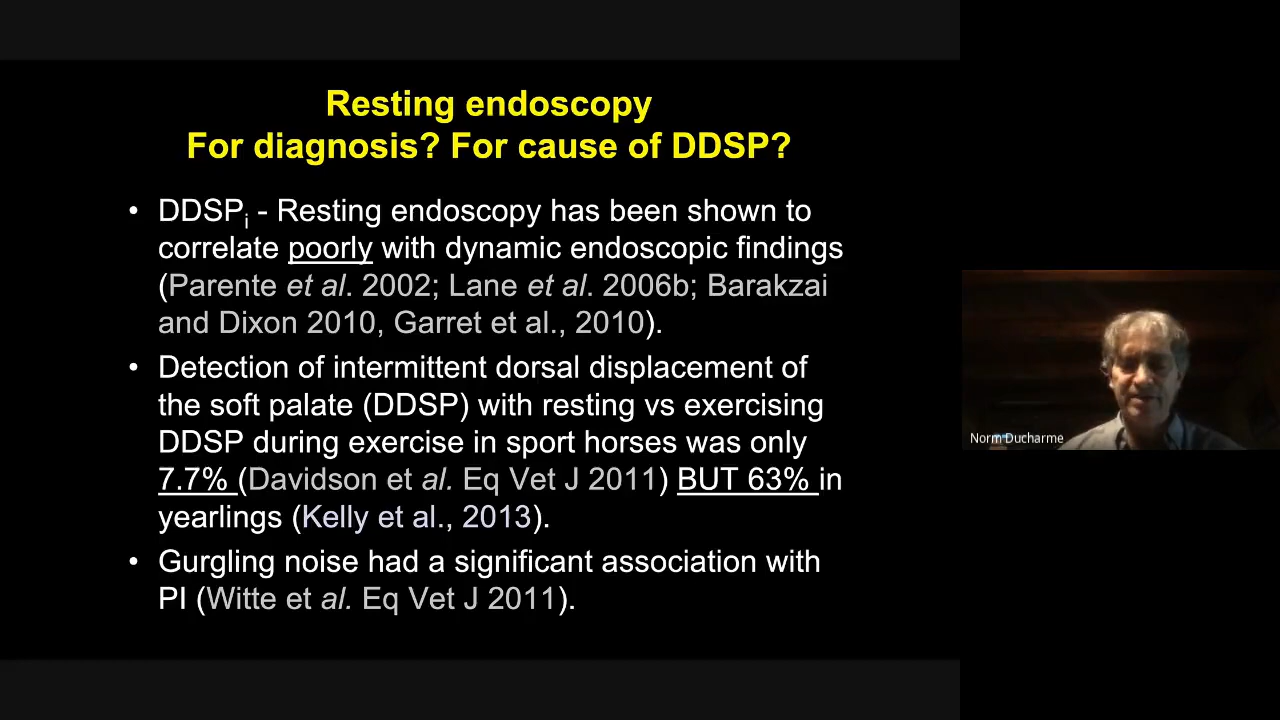 Resting endoscopy
For diagnosis? For cause of DDSP?
• DDSPi - Resting endoscopy has been shown to
correlate poorly with dynamic endoscopic findings
(Parente et al. 2002; Lane et al. 2006b; Barakzai
and Dixon 2010, Garret et al., 2010).
• Detection of intermittent dorsal displacement of
the soft palate (DDSP) with resting vs exercising
DDSP during exercise in sport horses was only
7.7% (Davidson et al. Eq Vet J 2011) BUT 63% in
yearlings (Kelly et al., 2013).
• Gurgling noise had a significant association with
PI (Witte et al. Eq Vet J 2011).
Norm Ducharme